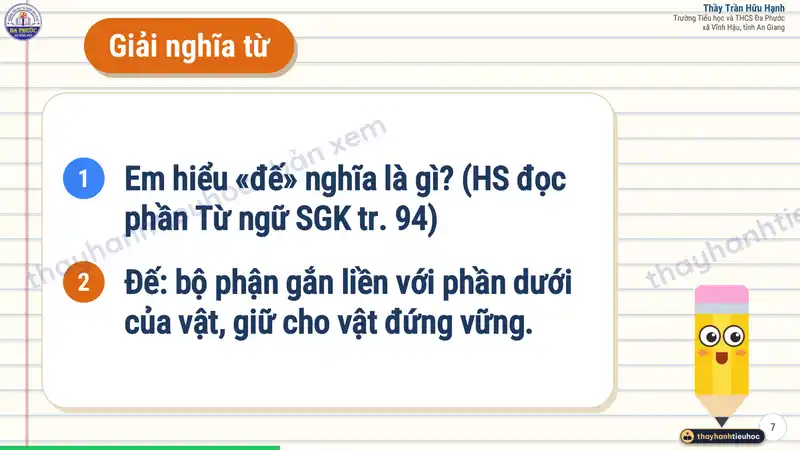 ĐA PHƯỚC
Thầy Trần Hữu Hạnh
Trường Tiểu học và THCS Đa Phước
xã Vĩnh Hậu, tỉnh An Giang
Giải nghĩa từ
1 Em hiểu «đế» nghĩa là gì? (HS đọc
phần Từ ngữ SGK tr. 94)
2 Đế: bộ phận gắn liền với phần dưới
của vật, giữ cho vật đứng vững.
7
thayhanhtieuhoc